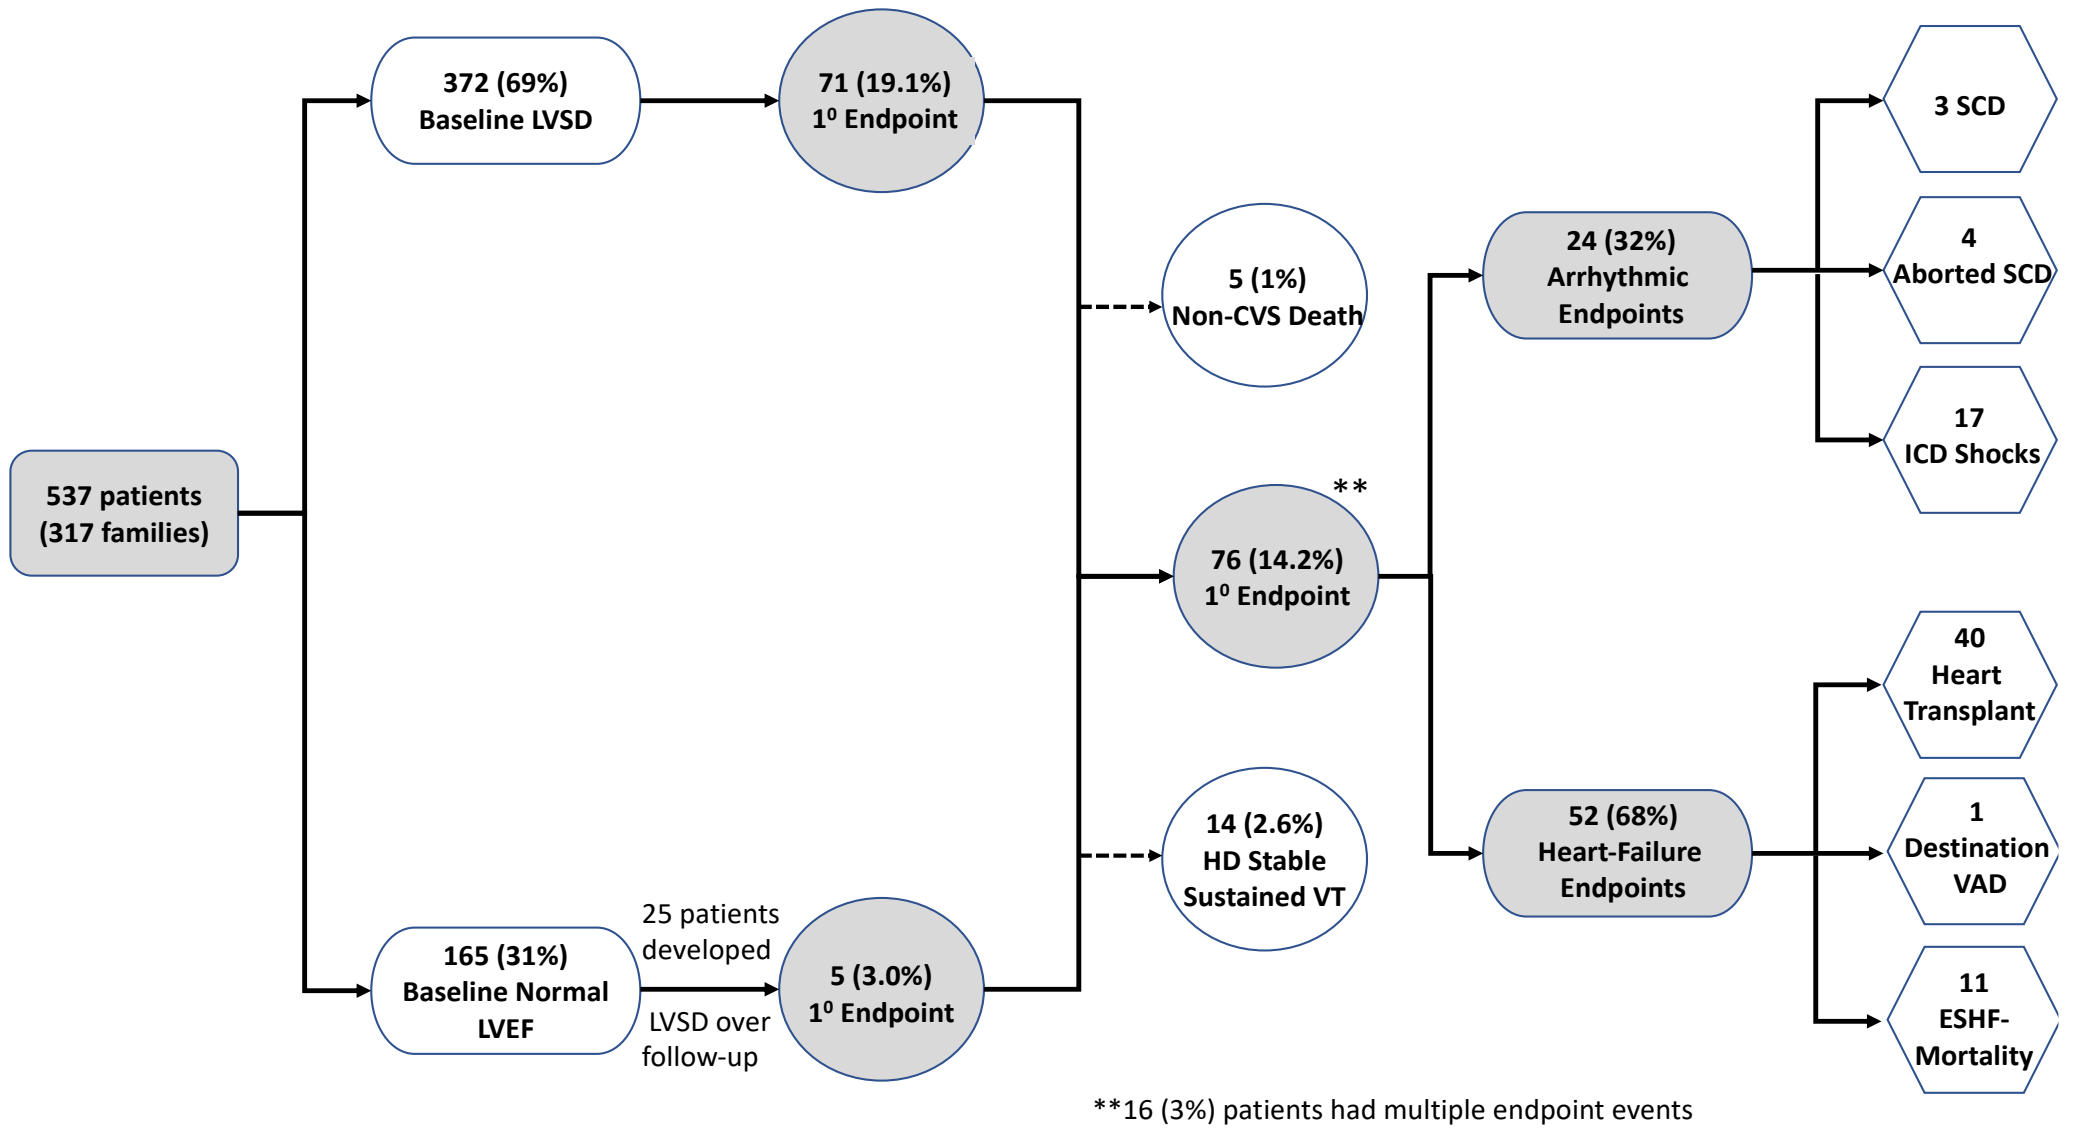 537 patients
(317 families)
372 (69%)
Baseline LVSD
71 (19.1%)
1⁰ Endpoint
165 (31%)
Baseline Normal
LVEF
25 patients
developed
LVSD over
follow-up
5 (3.0%)
1⁰ Endpoint
5 (1%)
Non-CVS Death
**
76 (14.2%)
1⁰ Endpoint
14 (2.6%)
HD Stable
Sustained VT
24 (32%)
Arrhythmic
Endpoints
52 (68%)
Heart-Failure
Endpoints
3 SCD
4
Aborted SCD
17
ICD Shocks
40
Heart
Transplant
1
Destination
VAD
11
ESHF-
Mortality
**16 (3%) patients had multiple endpoint events